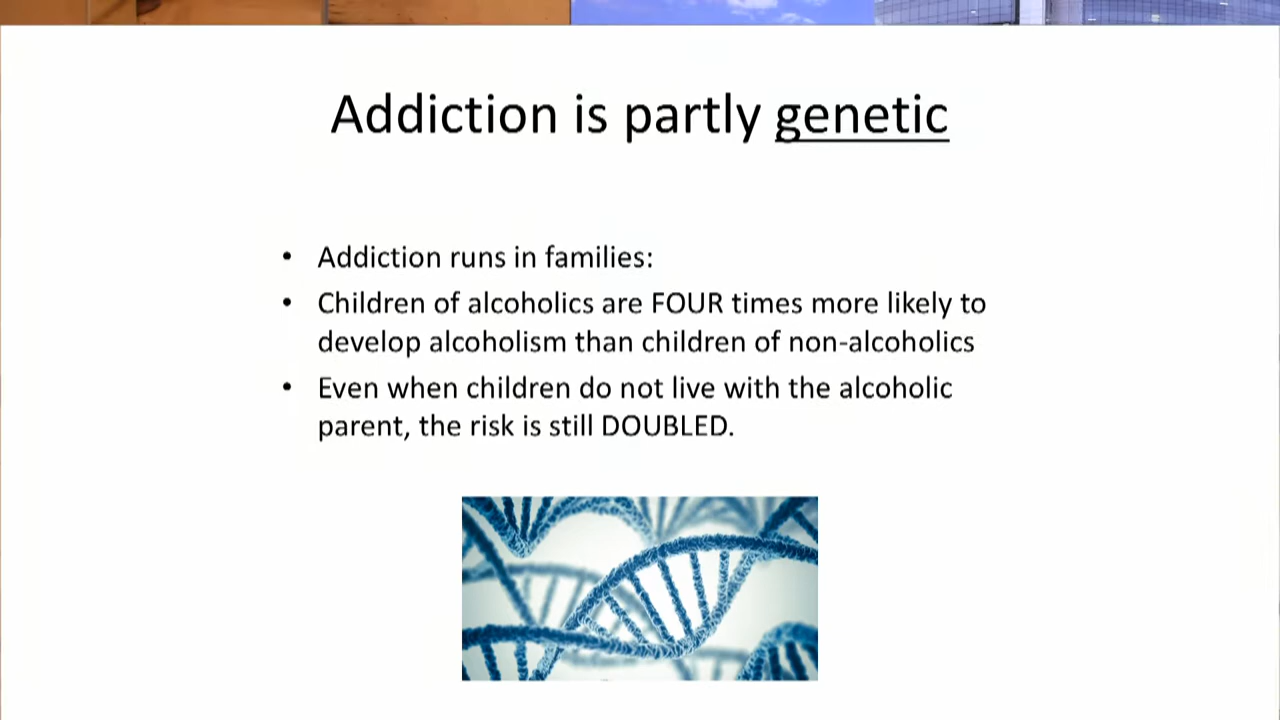 Addiction is partly genetic
• Addiction runs in families:
• Children of alcoholics are FOUR times more likely to
develop alcoholism than children of non-alcoholics
• Even when children do not live with the alcoholic
parent, the risk is still DOUBLED.